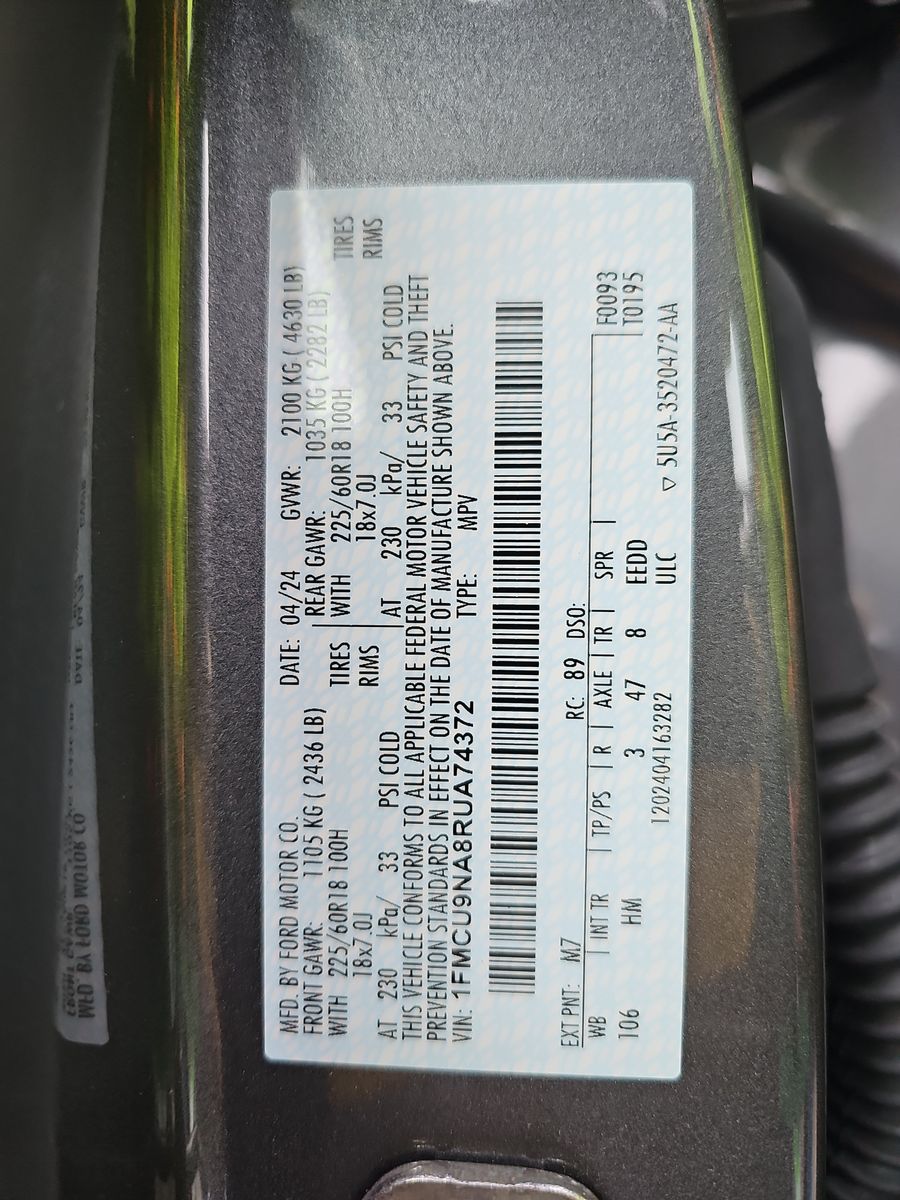 MFD. BY FORD MOTOR CO. DATE: 04/24 GVWR: 2100 KG ( 4630 LB)
FRONT GAWR: 1105 KG ( 2436 LB) REAR GAWR: 1035 KG ( 2282 LB)
WITH 225/60R18 100H TIRES WITH 225/60R18 100H TIRES
18x7.0J RIMS 18x7.0J RIMS
AT 230 kPa/ 33 PSI COLD AT 230 kPa/ 33 PSI COLD
THIS VEHICLE CONFORMS TO ALL APPLICABLE FEDERAL MOTOR VEHICLE SAFETY AND THEFT
PREVENTION STANDARDS IN EFFECT ON THE DATE OF MANUFACTURE SHOWN ABOVE.
VIN: 1FMCU9NA8RUA74372 TYPE: MPV
EXT PNT: M7 RC: 89 DSO:
WB | INT TR | TP/PS | R | AXLE | TR | SPR | F0093
106 HM 3 47 8 EEDD T0195
ULC
1202404163282 ▽ 5U5A-3520472-AA